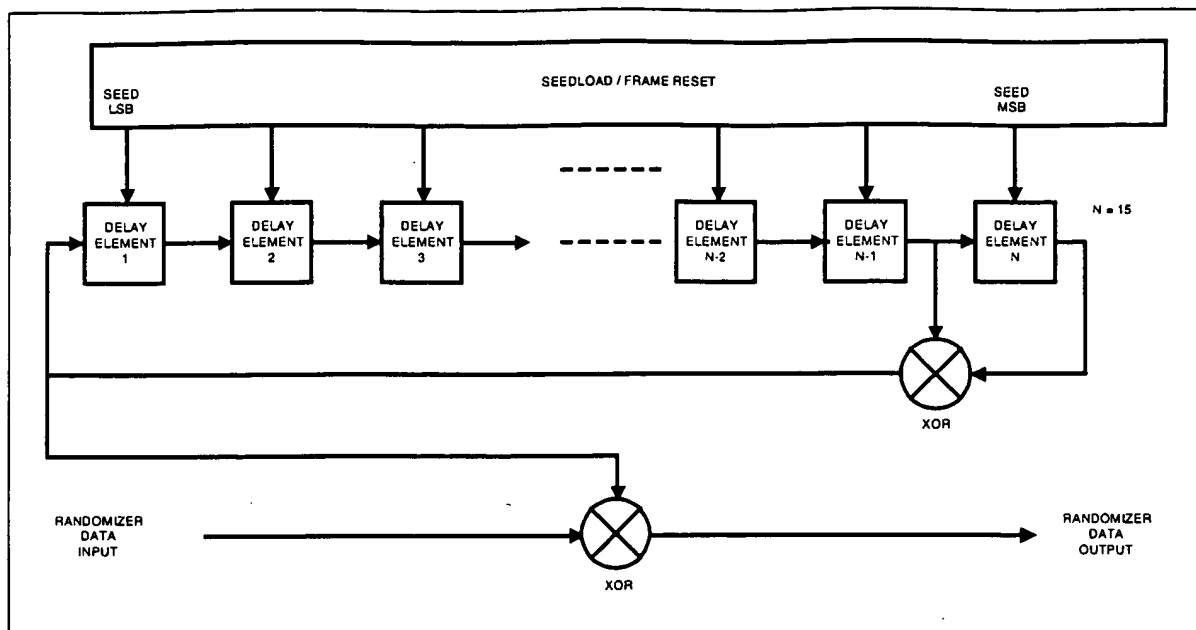 SEEDLOAD / FRAME RESET
SEED
LSB
SEED
MSB
DELAY
ELEMENT
1
DELAY
ELEMENT
2
DELAY
ELEMENT
3
DELAY
ELEMENT
N-2
DELAY
ELEMENT
N-1
DELAY
ELEMENT
N
N = 15
XOR
RANDOMIZER
DATA
INPUT
XOR
RANDOMIZER
DATA
OUTPUT